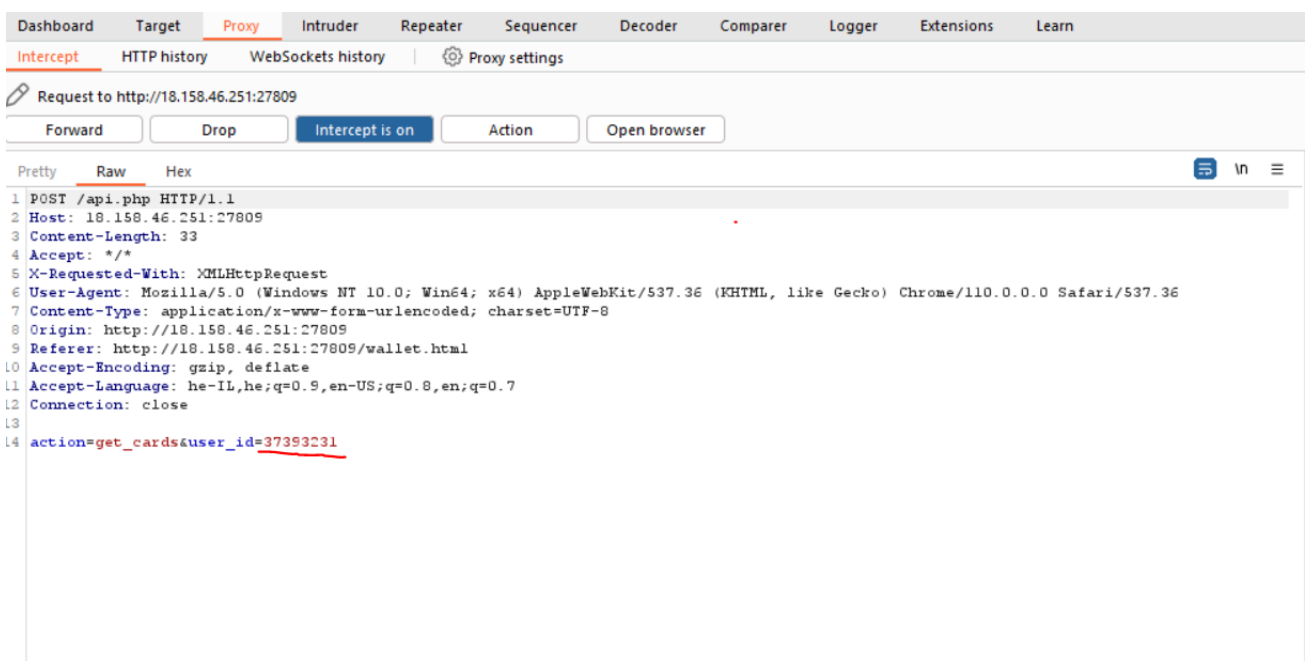 Dashboard Target Proxy Intruder Repeater Sequencer Decoder Comparer Logger Extensions Learn
Intercept HTTP history WebSockets history Proxy settings
Request to http://18.158.46.251:27809
Forward Drop Intercept is on Action Open browser
Pretty Raw Hex \n
1 POST /api.php HTTP/1.1
2 Host: 18.158.46.251:27809
3 Content-Length: 33
4 Accept: */*
5 X-Requested-With: XMLHttpRequest
6 User-Agent: Mozilla/5.0 (Windows NT 10.0; Win64; x64) AppleWebKit/537.36 (KHTML, like Gecko) Chrome/110.0.0.0 Safari/537.36
7 Content-Type: application/x-www-form-urlencoded; charset=UTF-8
8 Origin: http://18.158.46.251:27809
9 Referer: http://18.158.46.251:27809/wallet.html
10 Accept-Encoding: gzip, deflate
11 Accept-Language: he-IL,he;q=0.9,en-US;q=0.8,en;q=0.7
12 Connection: close
13
14 action=get_cards&user_id=37393231